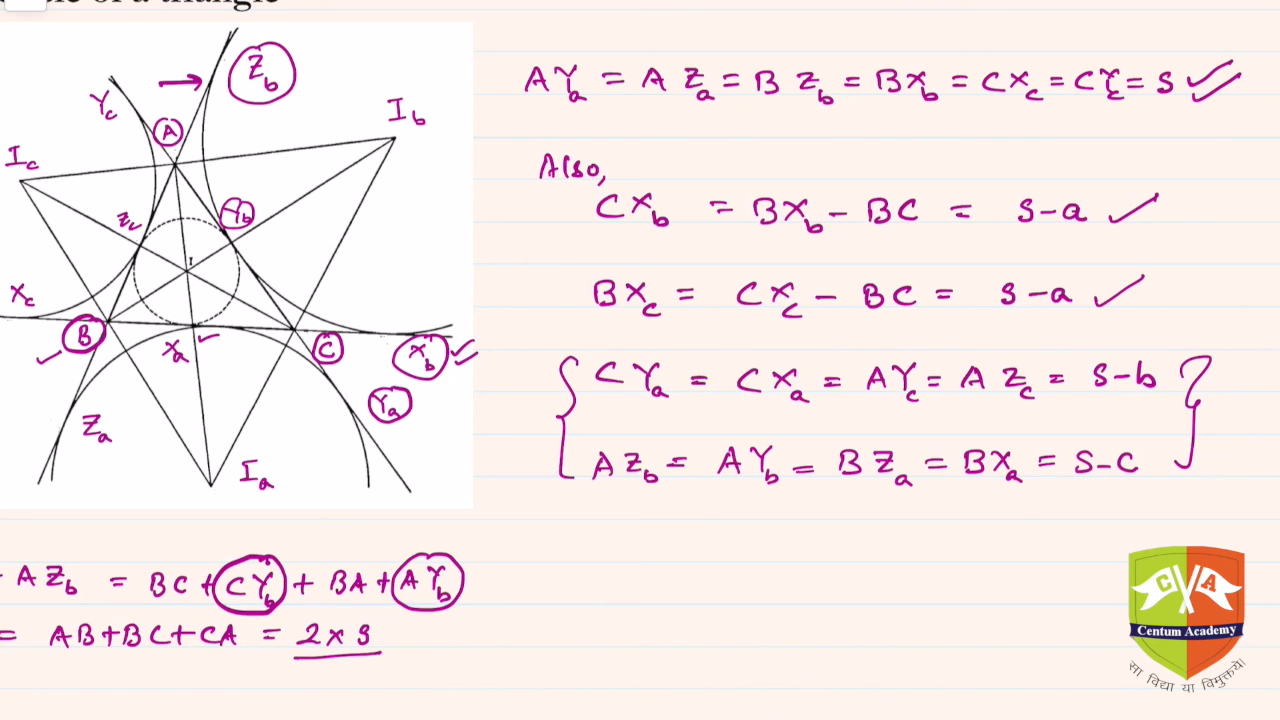 of a triangle
Z_b
Y_c
A
I_b
I_c
Y_b
I
X_c
B
X_a ✓
C
X_b
Y_a
Z_a
I_a
AY_a = AZ_a = BZ_b = BX_b = CX_c = CY_c = s
Also,
CX_b = BX_b - BC = s-a ✓
BX_c = CX_c - BC = s-a ✓
{ CY_a = CX_a = AY_c = AZ_c = s-b }
AZ_b = AY_b = BZ_a = BX_a = s-c
AZ_b = BC + CY_b + BA + AY_b
= AB+BC+CA = 2×s
C A
Centum Academy
सा विद्या या विमुक्तये।